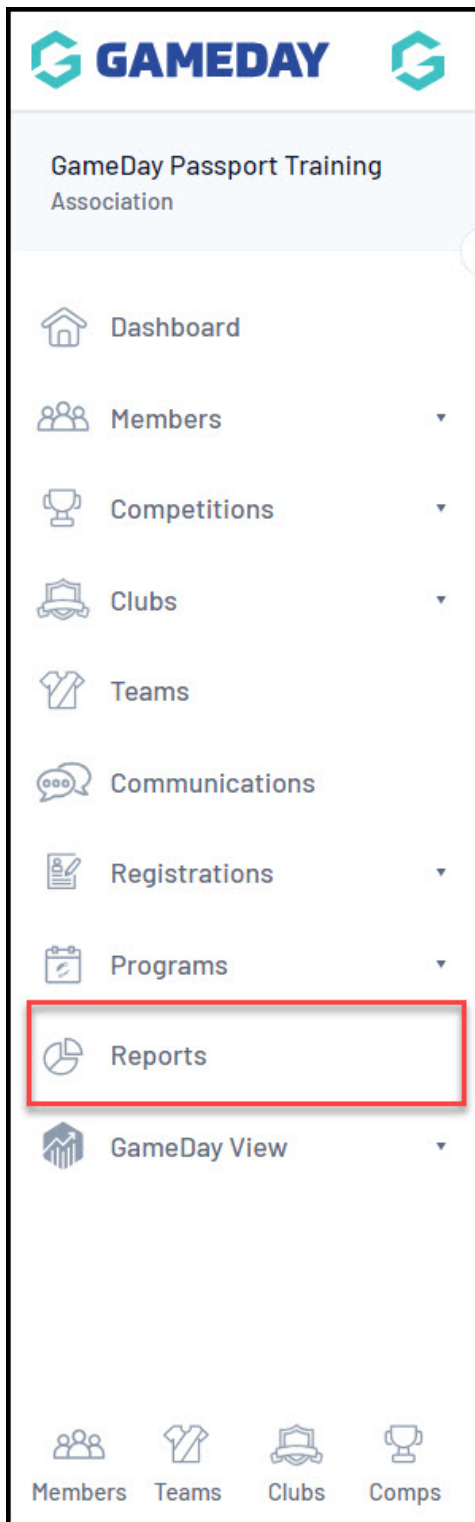 GAMEDAY
GameDay Passport Training
Association
Dashboard
Members
Competitions
Clubs
Teams
Communications
Registrations
Programs
Reports
GameDay View
Members Teams Clubs Comps